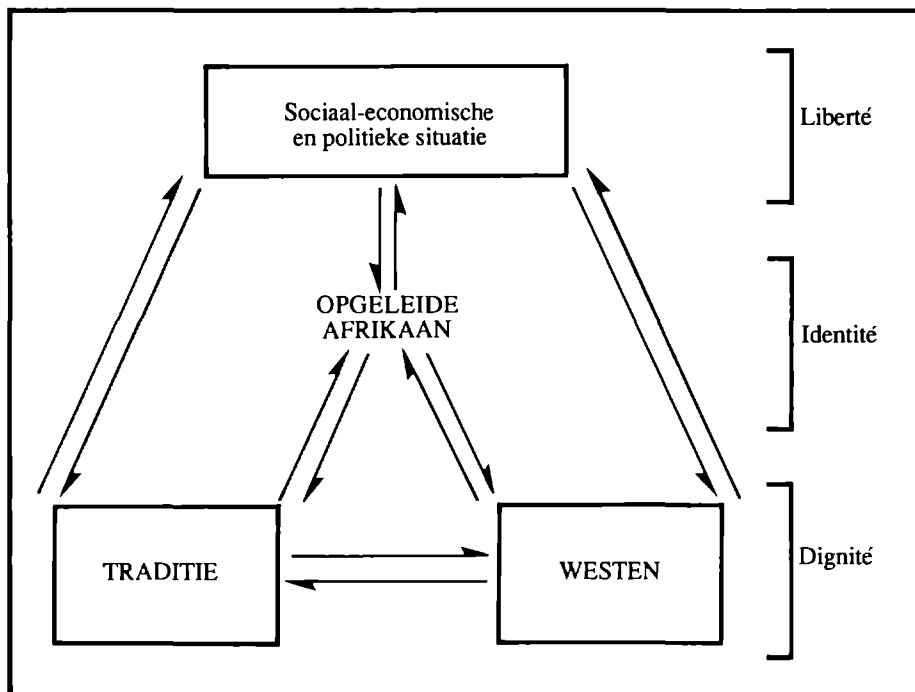 Sociaal-economische
en politieke situatie
Liberté
OPGELEIDE
AFRIKAAN
Identité
TRADITIE
WESTEN
Dignité